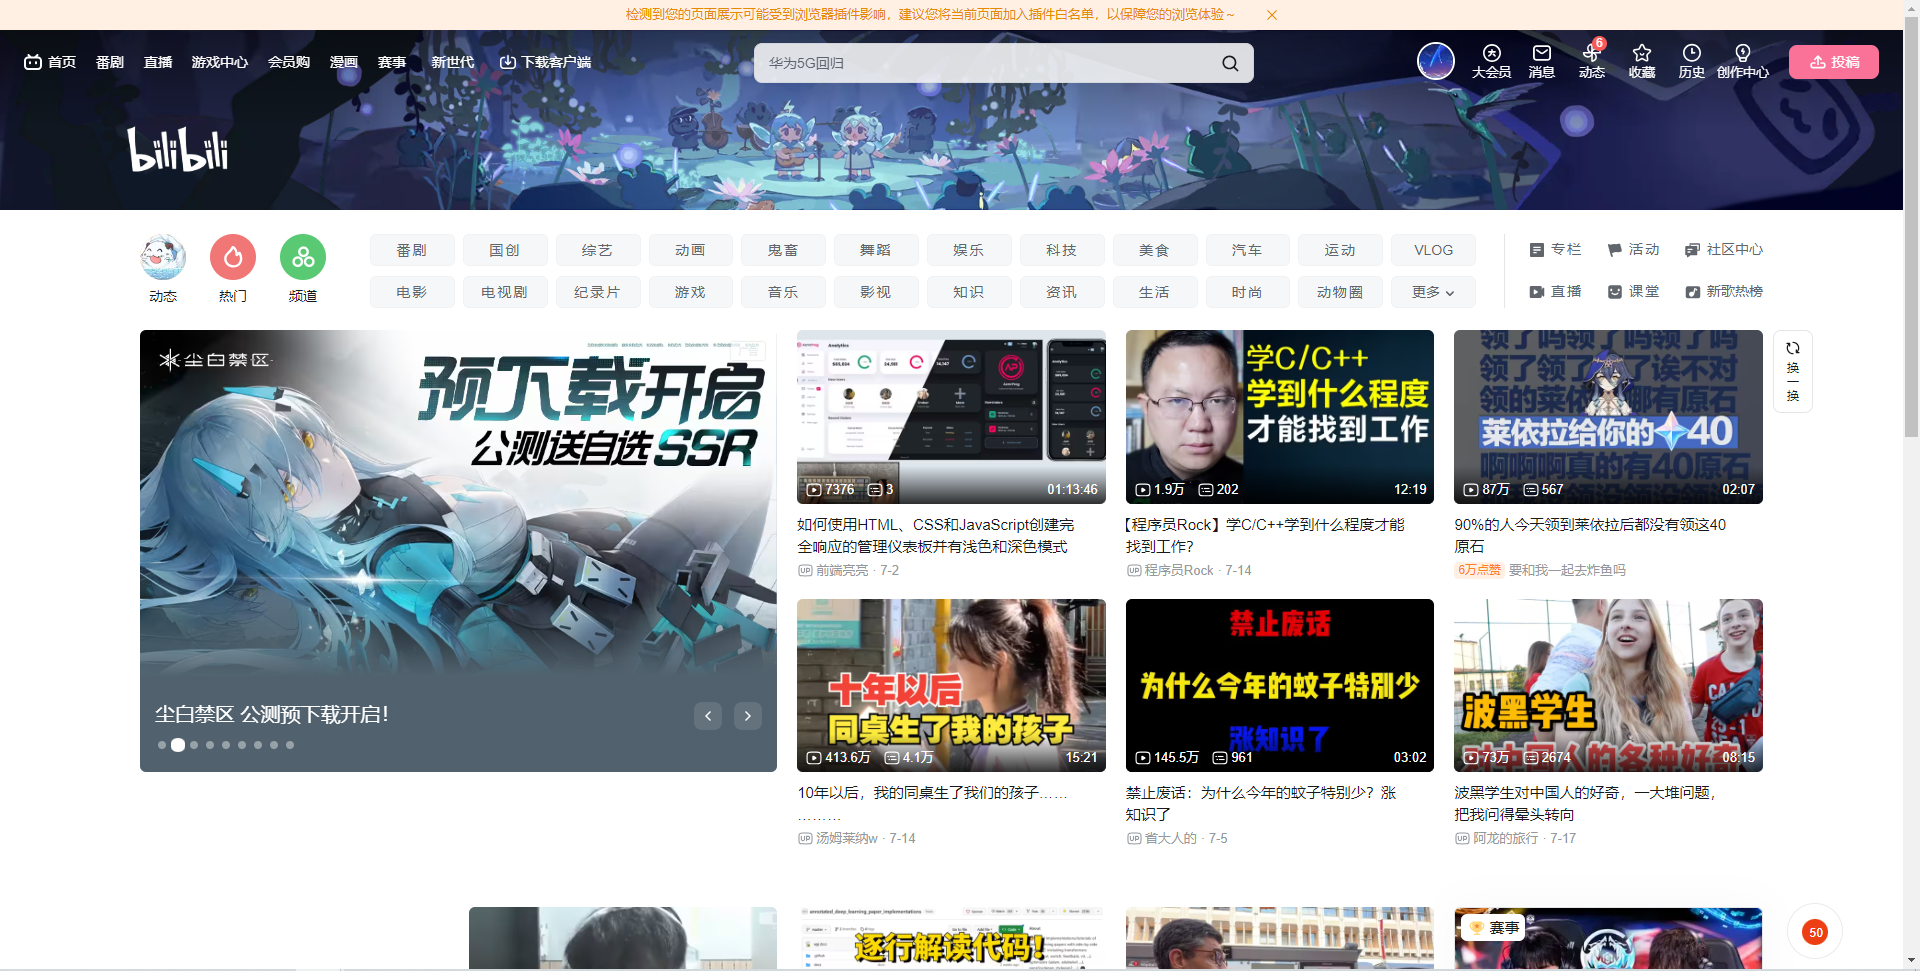 检测到您的页面展示可能受到浏览器插件影响，建议您将当前页面加入插件白名单，以保障您的浏览体验～
首页 番剧 直播 游戏中心 会员购 漫画 赛事 新世代 下载客户端
华为5G回归
大会员 消息 6 动态 收藏 历史 创作中心 投稿
bilibili
动态 热门 频道
番剧 国创 综艺 动画 鬼畜 舞蹈 娱乐 科技 美食 汽车 运动 VLOG
电影 电视剧 纪录片 游戏 音乐 影视 知识 资讯 生活 时尚 动物圈 更多
专栏 活动 社区中心
直播 课堂 新歌热榜
尘白禁区
预下载开启
公测送自选SSR
尘白禁区 公测预下载开启！
Analytics
7376 3 01:13:46
如何使用HTML、CSS和JavaScript创建完
全响应的管理仪表板并有浅色和深色模式
UP 前端亮亮 · 7-2
学C/C++
学到什么程度
才能找到工作
1.9万 202 12:19
【程序员Rock】学C/C++学到什么程度才能
找到工作？
UP 程序员Rock · 7-14
领了吗领了吗领了吗
莱依拉给你的 40
啊啊啊真的有40原石
87万 567 02:07
90%的人今天领到莱依拉后都没有领这40
原石
6万点赞 要和我一起去炸鱼吗
换一换
十年以后
同桌生了我的孩子
413.6万 4.1万 15:21
10年以后，我的同桌生了我们的孩子……
………
UP 汤姆莱纳w · 7-14
禁止废话
为什么今年的蚊子特别少
涨知识了
145.5万 961 03:02
禁止废话：为什么今年的蚊子特别少？涨
知识了
UP 省大人的 · 7-5
波黑学生
对中国人的各种好奇
73万 2674 08:15
波黑学生对中国人的好奇，一大堆问题，
把我问得晕头转向
UP 阿龙的旅行 · 7-17
annotated_deep_learning_paper_implementations
逐行解读代码！
赛事
50